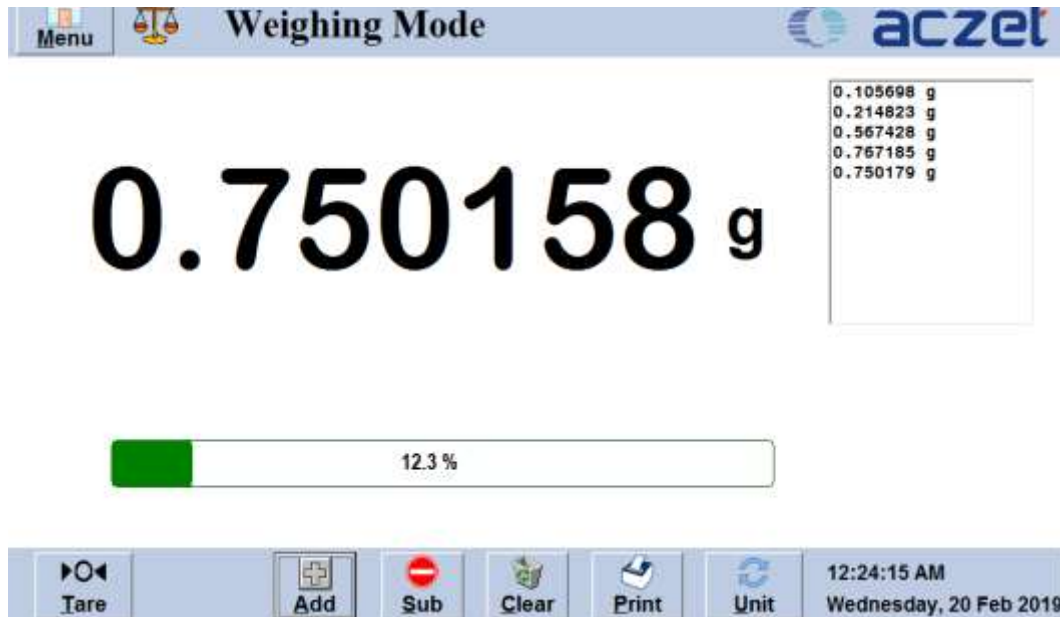 Menu
Weighing Mode
aczet
0.105698 g
0.214823 g
0.567428 g
0.767185 g
0.750179 g
0.750158 g
12.3 %
Tare
Add
Sub
Clear
Print
Unit
12:24:15 AM
Wednesday, 20 Feb 2019